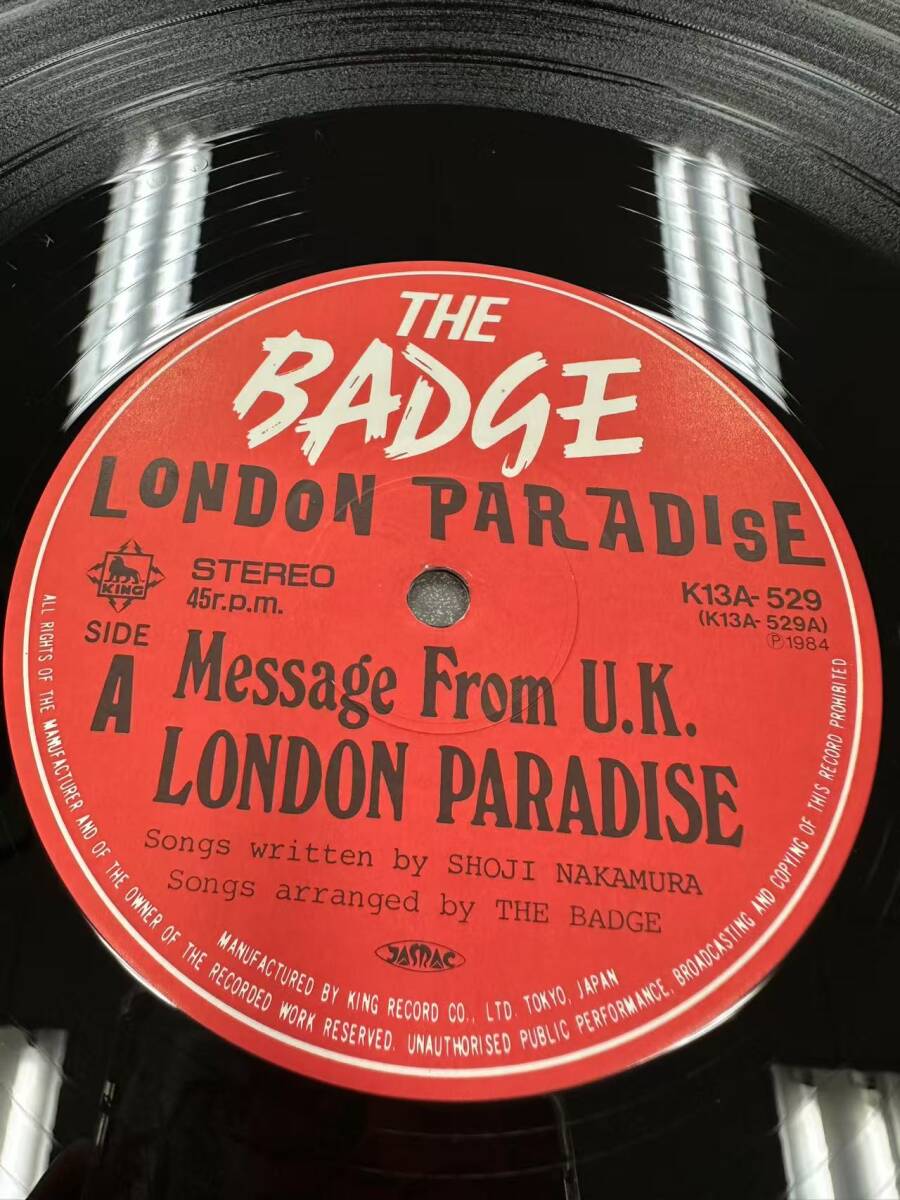 THE
BADGE
LONDON PARADISE
KING
STEREO
45r.p.m.
K13A-529
(K13A-529A)
Ⓟ1984
SIDE
A
Message From U.K.
LONDON PARADISE
Songs written by SHOJI NAKAMURA
Songs arranged by THE BADGE
JASRAC
MANUFACTURED BY KING RECORD CO., LTD. TOKYO, JAPAN
ALL RIGHTS OF THE MANUFACTURER AND OF THE OWNER OF THE RECORDED WORK RESERVED. UNAUTHORISED PUBLIC PERFORMANCE, BROADCASTING AND COPYING OF THIS RECORD PROHIBITED